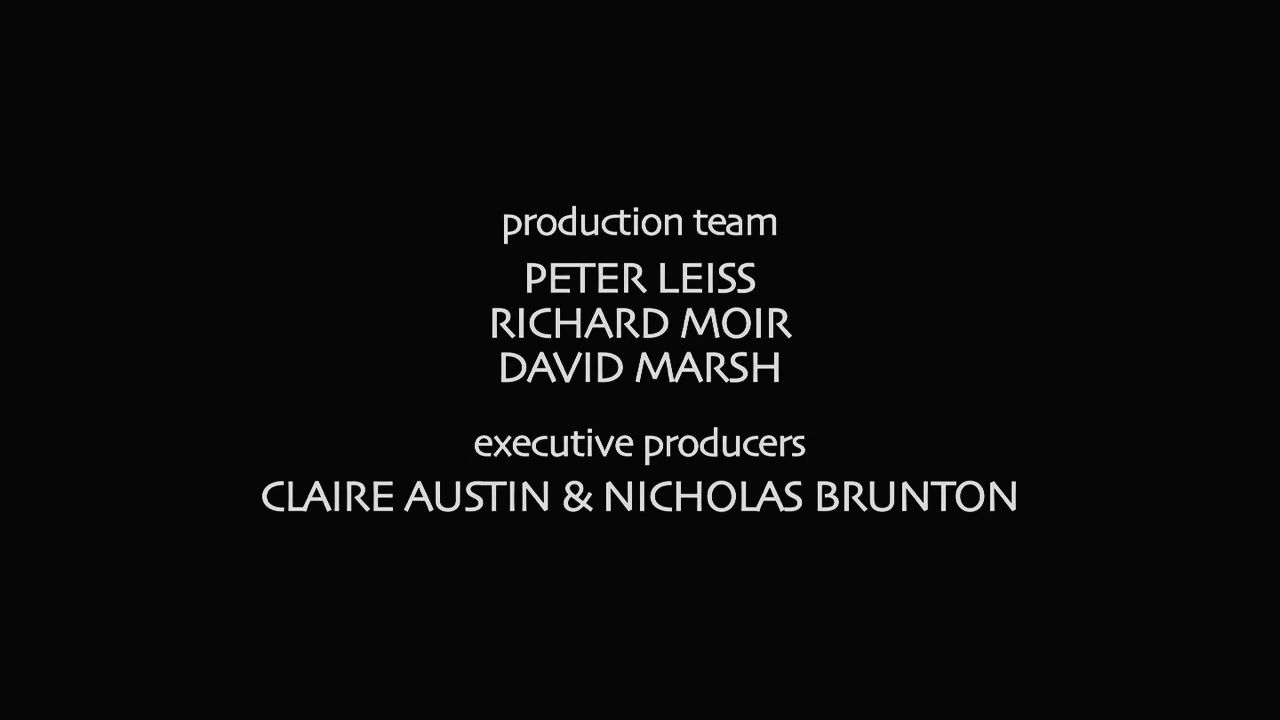 production team
PETER LEISS
RICHARD MOIR
DAVID MARSH
executive producers
CLAIRE AUSTIN & NICHOLAS BRUNTON